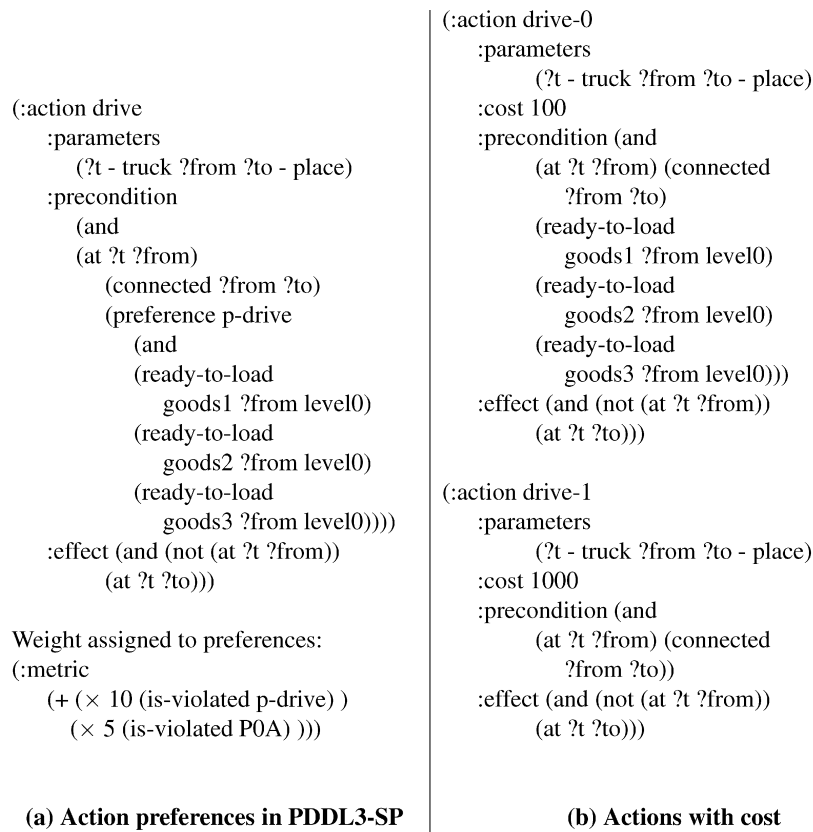 (:action drive
:parameters
(?t - truck ?from ?to - place)
:precondition
(and
(at ?t ?from)
(connected ?from ?to)
(preference p-drive
(and
(ready-to-load
goods1 ?from level0)
(ready-to-load
goods2 ?from level0)
(ready-to-load
goods3 ?from level0))))
:effect (and (not (at ?t ?from))
(at ?t ?to)))
Weight assigned to preferences:
(:metric
(+ (× 10 (is-violated p-drive) )
(× 5 (is-violated P0A) )))
(a) Action preferences in PDDL3-SP
(:action drive-0
:parameters
(?t - truck ?from ?to - place)
:cost 100
:precondition (and
(at ?t ?from) (connected
?from ?to)
(ready-to-load
goods1 ?from level0)
(ready-to-load
goods2 ?from level0)
(ready-to-load
goods3 ?from level0)))
:effect (and (not (at ?t ?from))
(at ?t ?to)))
(:action drive-1
:parameters
(?t - truck ?from ?to - place)
:cost 1000
:precondition (and
(at ?t ?from) (connected
?from ?to))
:effect (and (not (at ?t ?from))
(at ?t ?to)))
(b) Actions with cost